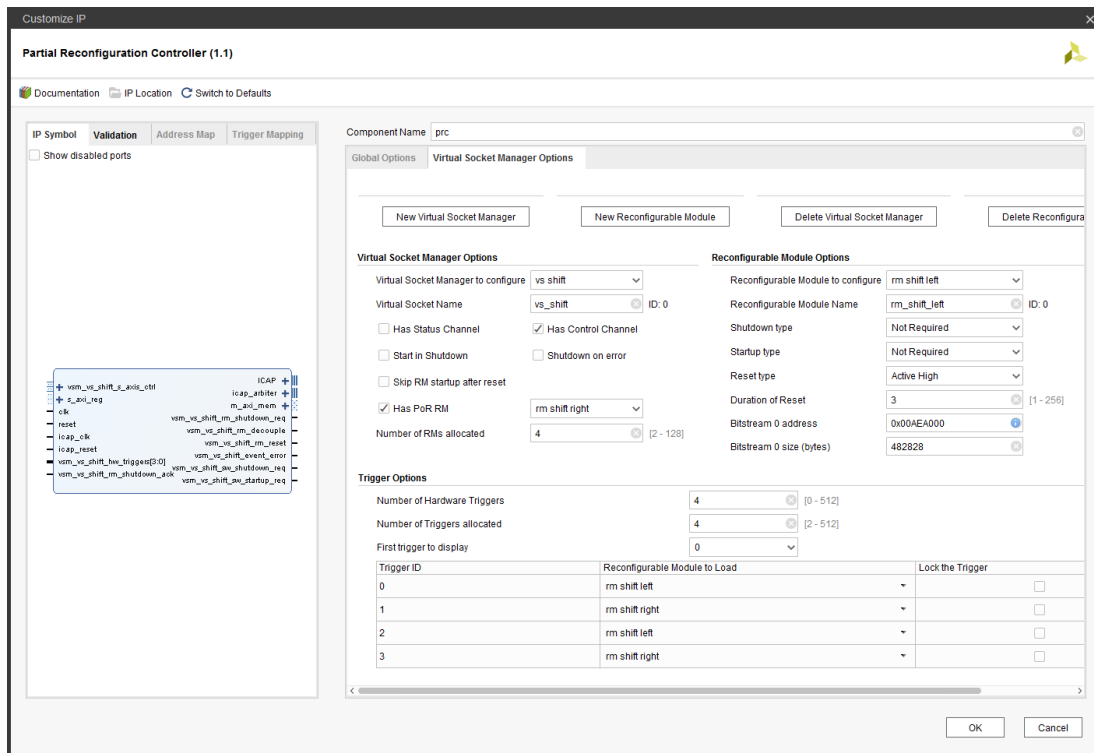 Customize IP
Partial Reconfiguration Controller (1.1)
Documentation IP Location Switch to Defaults
IP Symbol Validation Address Map Trigger Mapping
Show disabled ports
vsm_vs_shift_s_axis_ctrl
s_axi_reg
clk
reset
icap_clk
icap_reset
vsm_vs_shift_hw_triggers[3:0]
vsm_vs_shift_rm_shutdown_ack
ICAP
icap_arbiter
m_axi_mem
vsm_vs_shift_rm_shutdown_req
vsm_vs_shift_rm_decouple
vsm_vs_shift_rm_reset
vsm_vs_shift_event_error
vsm_vs_shift_sw_shutdown_req
vsm_vs_shift_sw_startup_req
Component Name prc
Global Options Virtual Socket Manager Options
New Virtual Socket Manager New Reconfigurable Module Delete Virtual Socket Manager Delete Reconfigura
Virtual Socket Manager Options
Virtual Socket Manager to configure vs shift
Virtual Socket Name vs_shift ID: 0
Has Status Channel Has Control Channel
Start in Shutdown Shutdown on error
Skip RM startup after reset
Has PoR RM rm shift right
Number of RMs allocated 4 [2 - 128]
Reconfigurable Module Options
Reconfigurable Module to configure rm shift left
Reconfigurable Module Name rm_shift_left ID: 0
Shutdown type Not Required
Startup type Not Required
Reset type Active High
Duration of Reset 3 [1 - 256]
Bitstream 0 address 0x00AEA000
Bitstream 0 size (bytes) 482828
Trigger Options
Number of Hardware Triggers 4 [0 - 512]
Number of Triggers allocated 4 [2 - 512]
First trigger to display 0
Trigger ID Reconfigurable Module to Load Lock the Trigger
0 rm shift left
1 rm shift right
2 rm shift left
3 rm shift right
OK Cancel